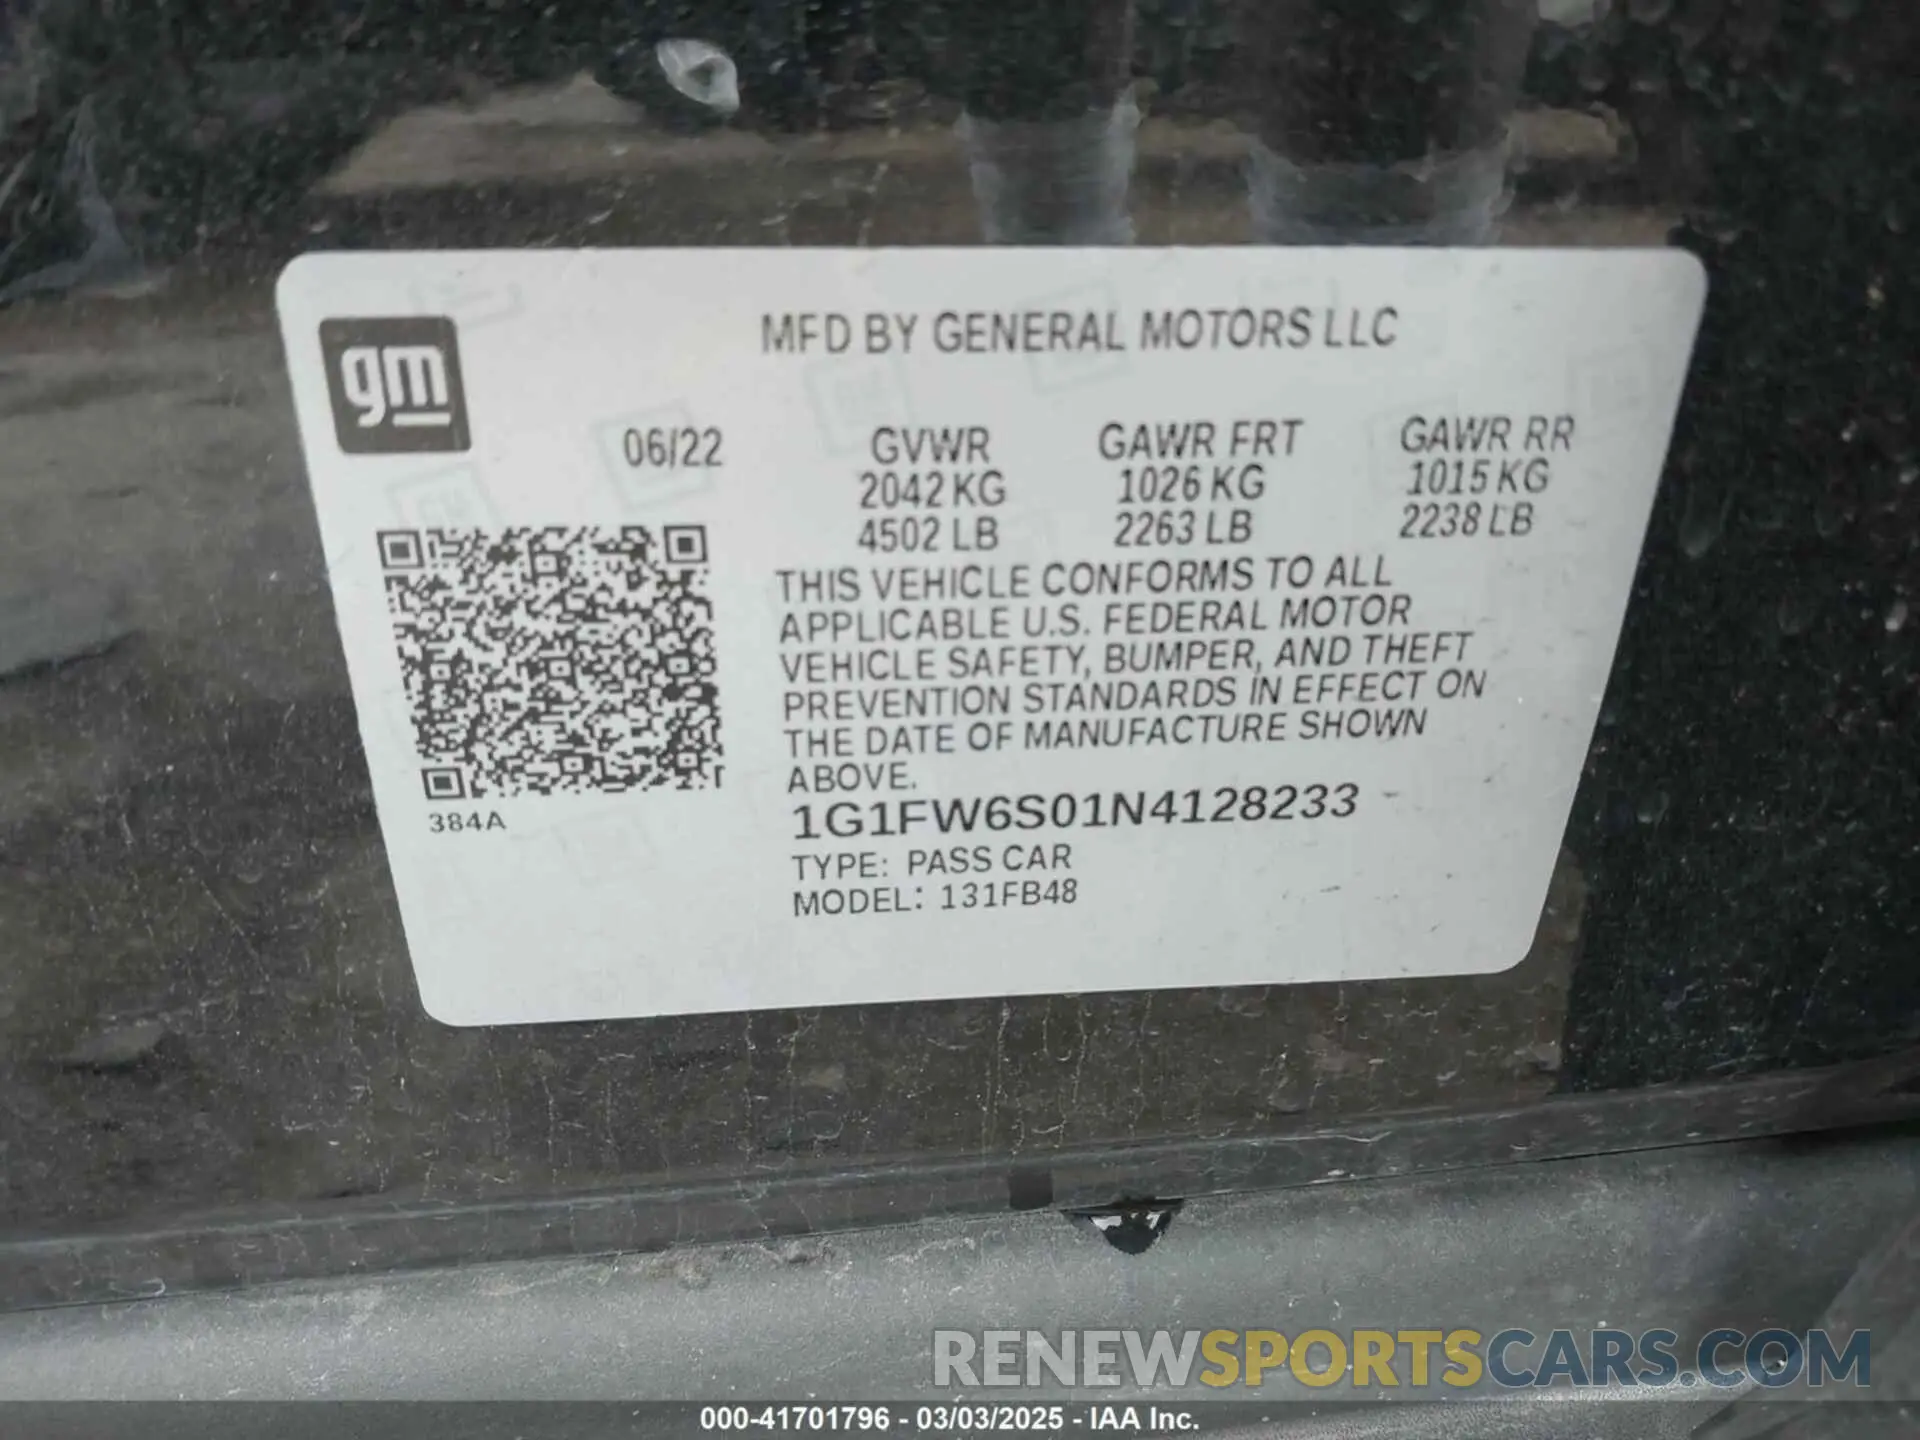 gm
MFD BY GENERAL MOTORS LLC
06/22
GVWR GAWR FRT GAWR RR
2042 KG 1026 KG 1015 KG
4502 LB 2263 LB 2238 LB
THIS VEHICLE CONFORMS TO ALL
APPLICABLE U.S. FEDERAL MOTOR
VEHICLE SAFETY, BUMPER, AND THEFT
PREVENTION STANDARDS IN EFFECT ON
THE DATE OF MANUFACTURE SHOWN
ABOVE.
384A
1G1FW6S01N4128233
TYPE: PASS CAR
MODEL: 131FB48
RENEWSPORTSCARS.COM
000-41701796 - 03/03/2025 - IAA Inc.